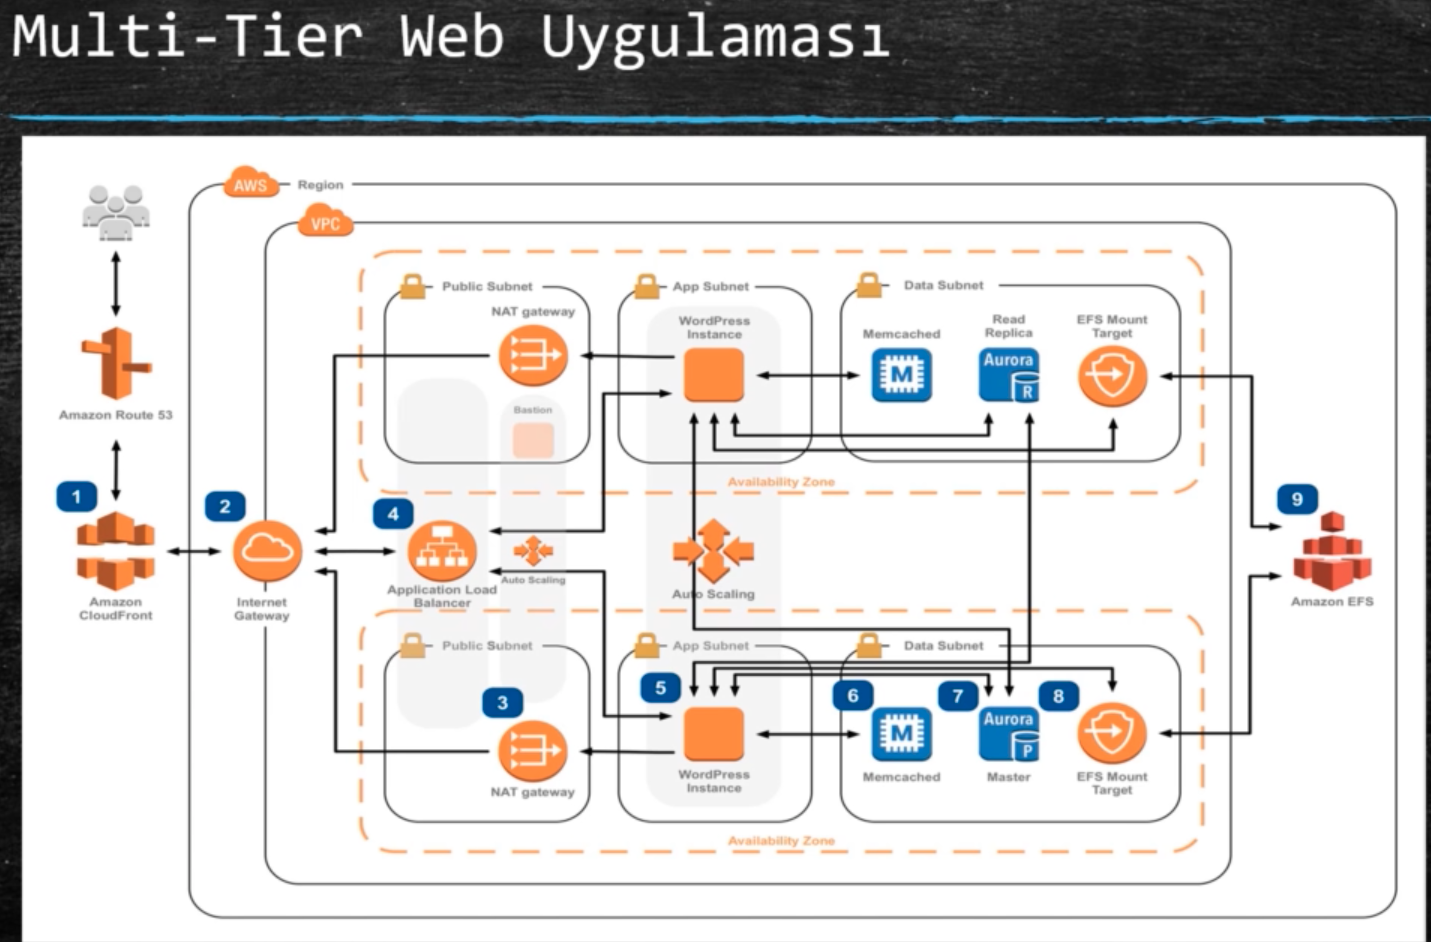 Multi-Tier Web Uygulaması
AWS
Region
VPC
Public Subnet
App Subnet
Data Subnet
NAT gateway
WordPress
Instance
Memcached
Read
Replica
EFS Mount
Target
M
Aurora
R
Amazon Route 53
Bastion
Availability Zone
1
2
4
9
Amazon
CloudFront
Internet
Gateway
Application Load
Balancer
Auto Scaling
Auto Scaling
Amazon EFS
Public Subnet
App Subnet
Data Subnet
3
5
6
7
8
M
Aurora
P
NAT gateway
WordPress
Instance
Memcached
Master
EFS Mount
Target
Availability Zone